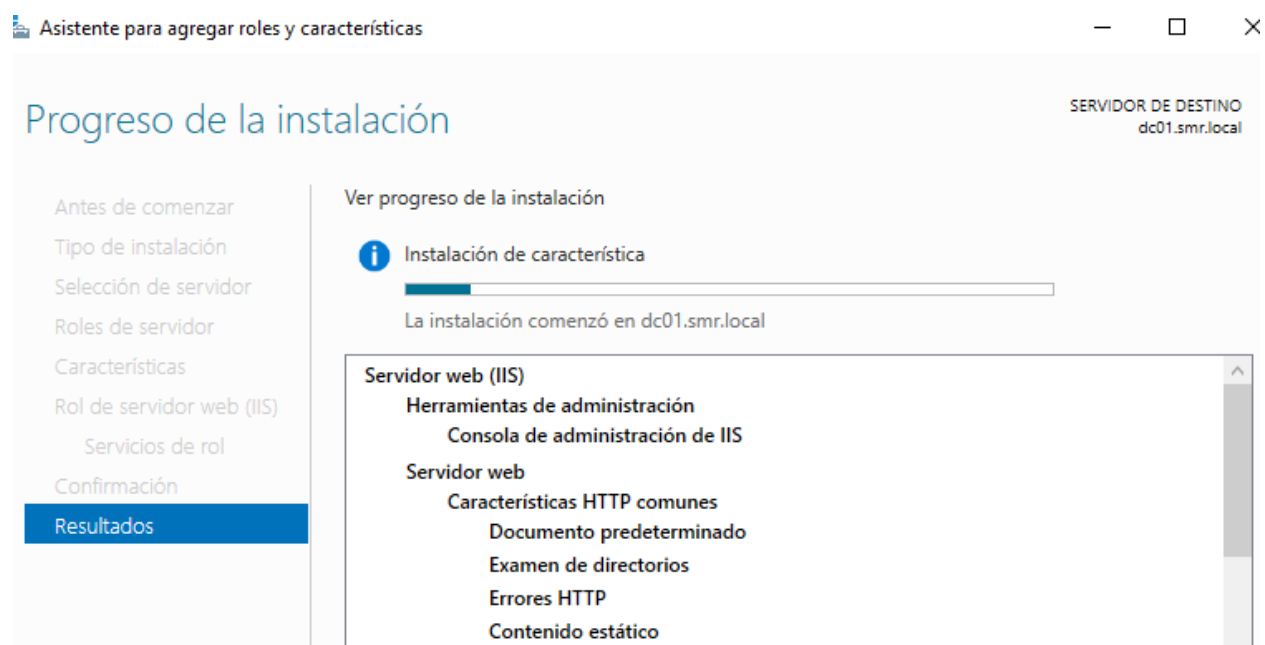 Asistente para agregar roles y características
Progreso de la instalación
SERVIDOR DE DESTINO
dc01.smr.local
Antes de comenzar
Tipo de instalación
Selección de servidor
Roles de servidor
Características
Rol de servidor web (IIS)
Servicios de rol
Confirmación
Resultados
Ver progreso de la instalación
Instalación de característica
La instalación comenzó en dc01.smr.local
Servidor web (IIS)
Herramientas de administración
Consola de administración de IIS
Servidor web
Características HTTP comunes
Documento predeterminado
Examen de directorios
Errores HTTP
Contenido estático